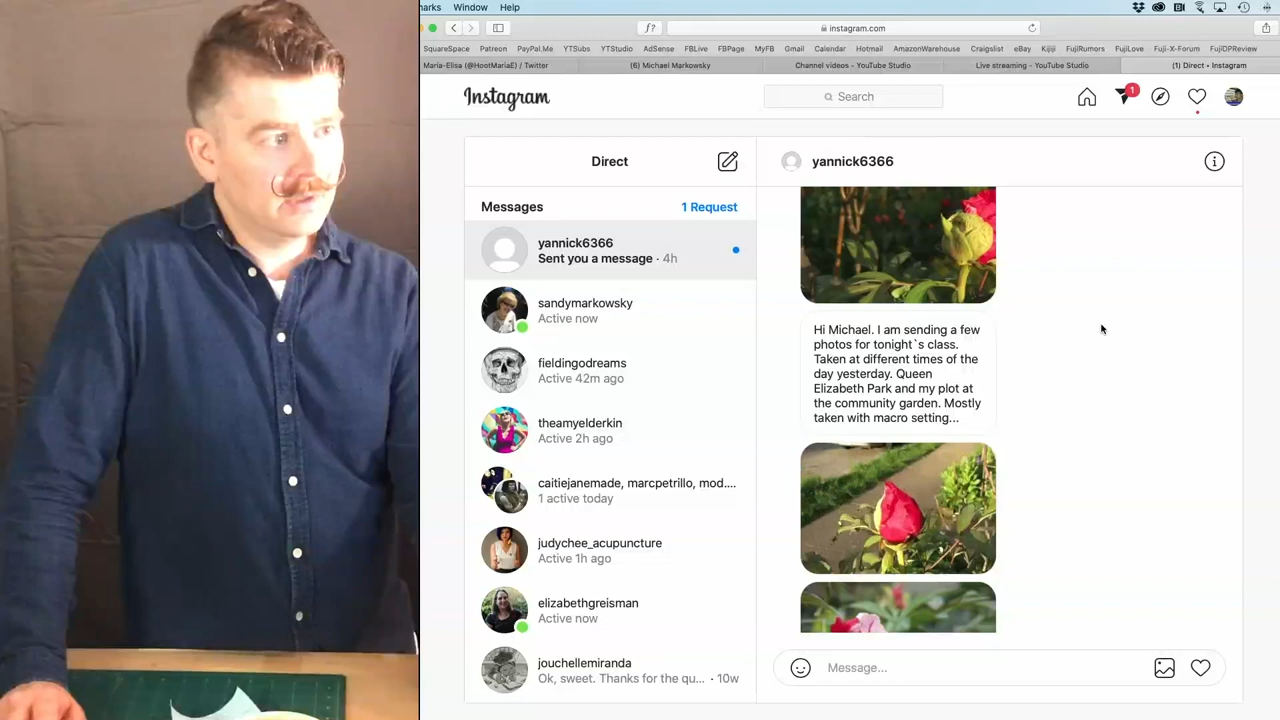 arks Window Help
instagram.com
SquareSpace Patreon PayPal.Me YTSubs YTStudio AdSense FBLive FBPage MyFB Gmail Calendar Hotmail AmazonWarehouse Craigslist eBay Kijiji FujiRumors FujiLove Fuji-X-Forum FujiDPReview
Maria-Elisa (@HootMariaE) / Twitter (6) Michael Markowsky Channel videos - YouTube Studio Live streaming - YouTube Studio (1) Direct • Instagram
Instagram
Search
1
Direct
yannick6366
Messages
1 Request
yannick6366
Sent you a message · 4h
sandymarkowsky
Active now
fieldingodreams
Active 42m ago
theamyelderkin
Active 2h ago
caitiejanemade, marcpetrillo, mod....
1 active today
judychee_acupuncture
Active 1h ago
elizabethgreisman
Active now
jouchellemiranda
Ok, sweet. Thanks for the qu... · 10w
Hi Michael. I am sending a few
photos for tonight`s class.
Taken at different times of the
day yesterday. Queen
Elizabeth Park and my plot at
the community garden. Mostly
taken with macro setting...
Message...